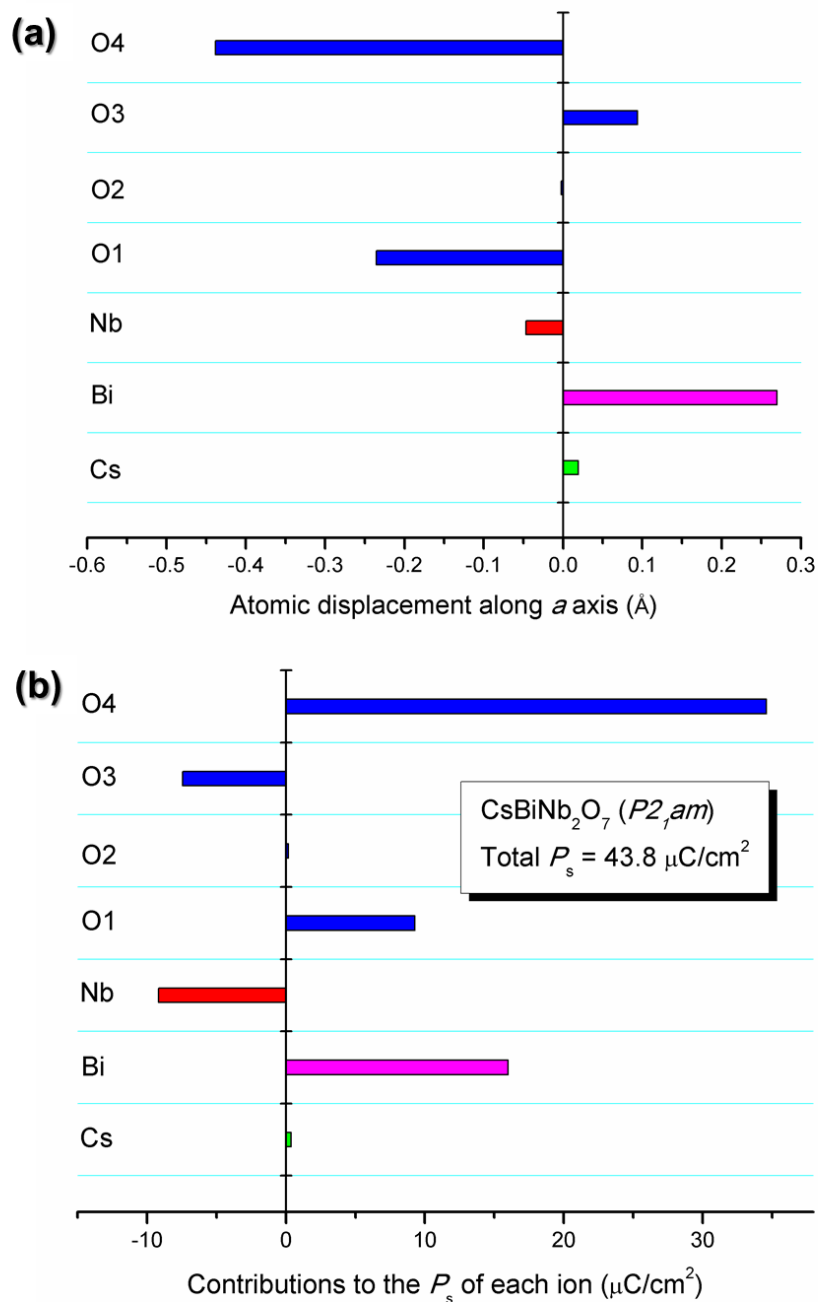 (a)
O4
O3
O2
O1
Nb
Bi
Cs
-0.6 -0.5 -0.4 -0.3 -0.2 -0.1 0.0 0.1 0.2 0.3
Atomic displacement along a axis (Å)
(b)
O4
O3
CsBiNb₂O₇ (P2₁am)
Total Pₛ = 43.8 μC/cm²
O2
O1
Nb
Bi
Cs
-10 0 10 20 30
Contributions to the Pₛ of each ion (μC/cm²)